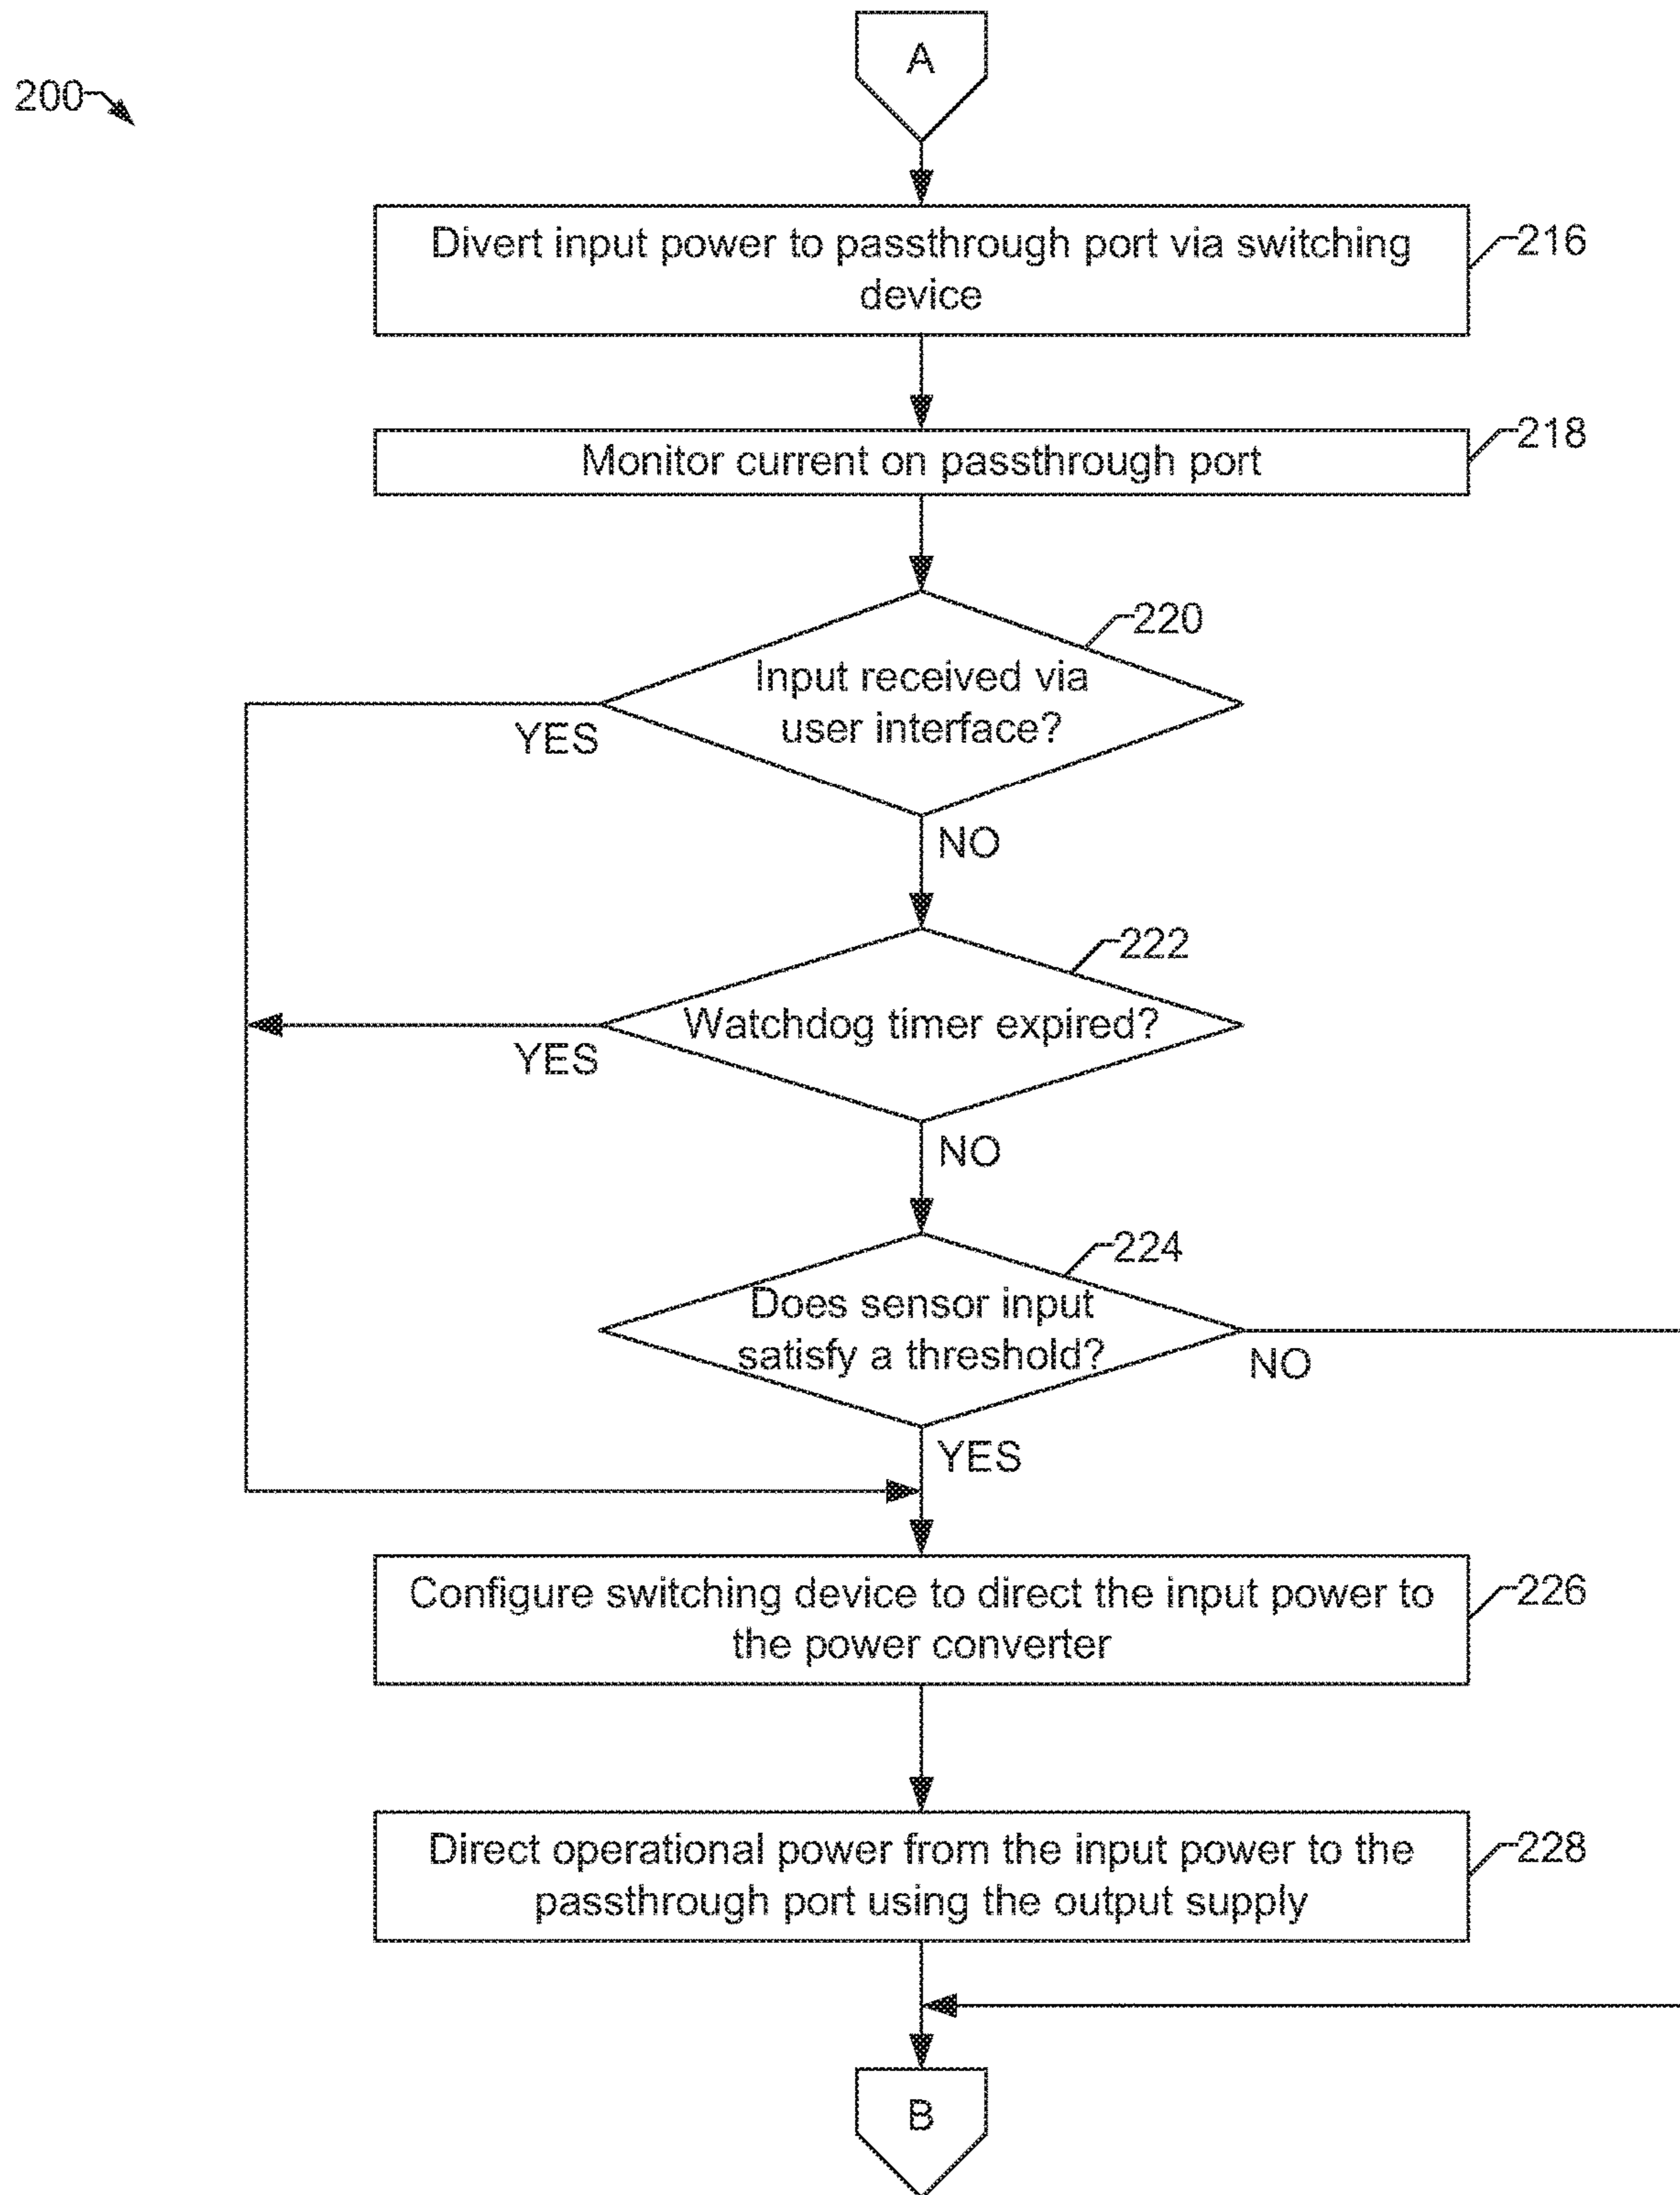 A
200
Divert input power to passthrough port via switching
device
216
Monitor current on passthrough port
218
220
Input received via
user interface?
YES
NO
222
Watchdog timer expired?
YES
NO
224
Does sensor input
satisfy a threshold?
NO
YES
Configure switching device to direct the input power to
the power converter
226
Direct operational power from the input power to the
passthrough port using the output supply
228
B